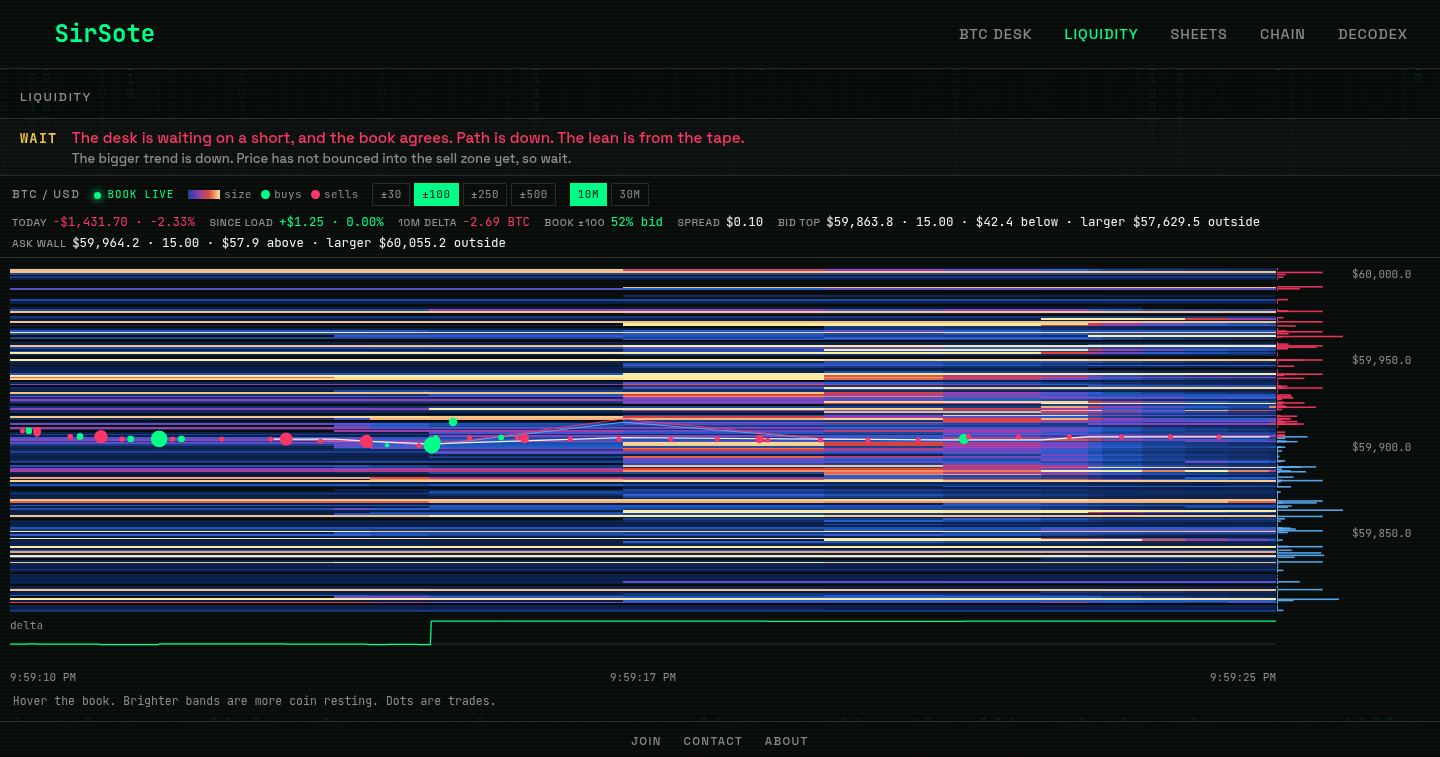 SirSote
BTC DESK LIQUIDITY SHEETS CHAIN DECODEX
LIQUIDITY
WAIT The desk is waiting on a short, and the book agrees. Path is down. The lean is from the tape.
The bigger trend is down. Price has not bounced into the sell zone yet, so wait.
BTC / USD BOOK LIVE size buys sells ±30 ±100 ±250 ±500 10M 30M
TODAY -$1,431.70 · -2.33% SINCE LOAD +$1.25 · 0.00% 10M DELTA -2.69 BTC BOOK ±100 52% bid SPREAD $0.10 BID TOP $59,863.8 · 15.00 · $42.4 below · larger $57,629.5 outside
ASK WALL $59,964.2 · 15.00 · $57.9 above · larger $60,055.2 outside
$60,000.0
$59,950.0
$59,900.0
$59,850.0
delta
9:59:10 PM 9:59:17 PM 9:59:25 PM
Hover the book. Brighter bands are more coin resting. Dots are trades.
JOIN CONTACT ABOUT